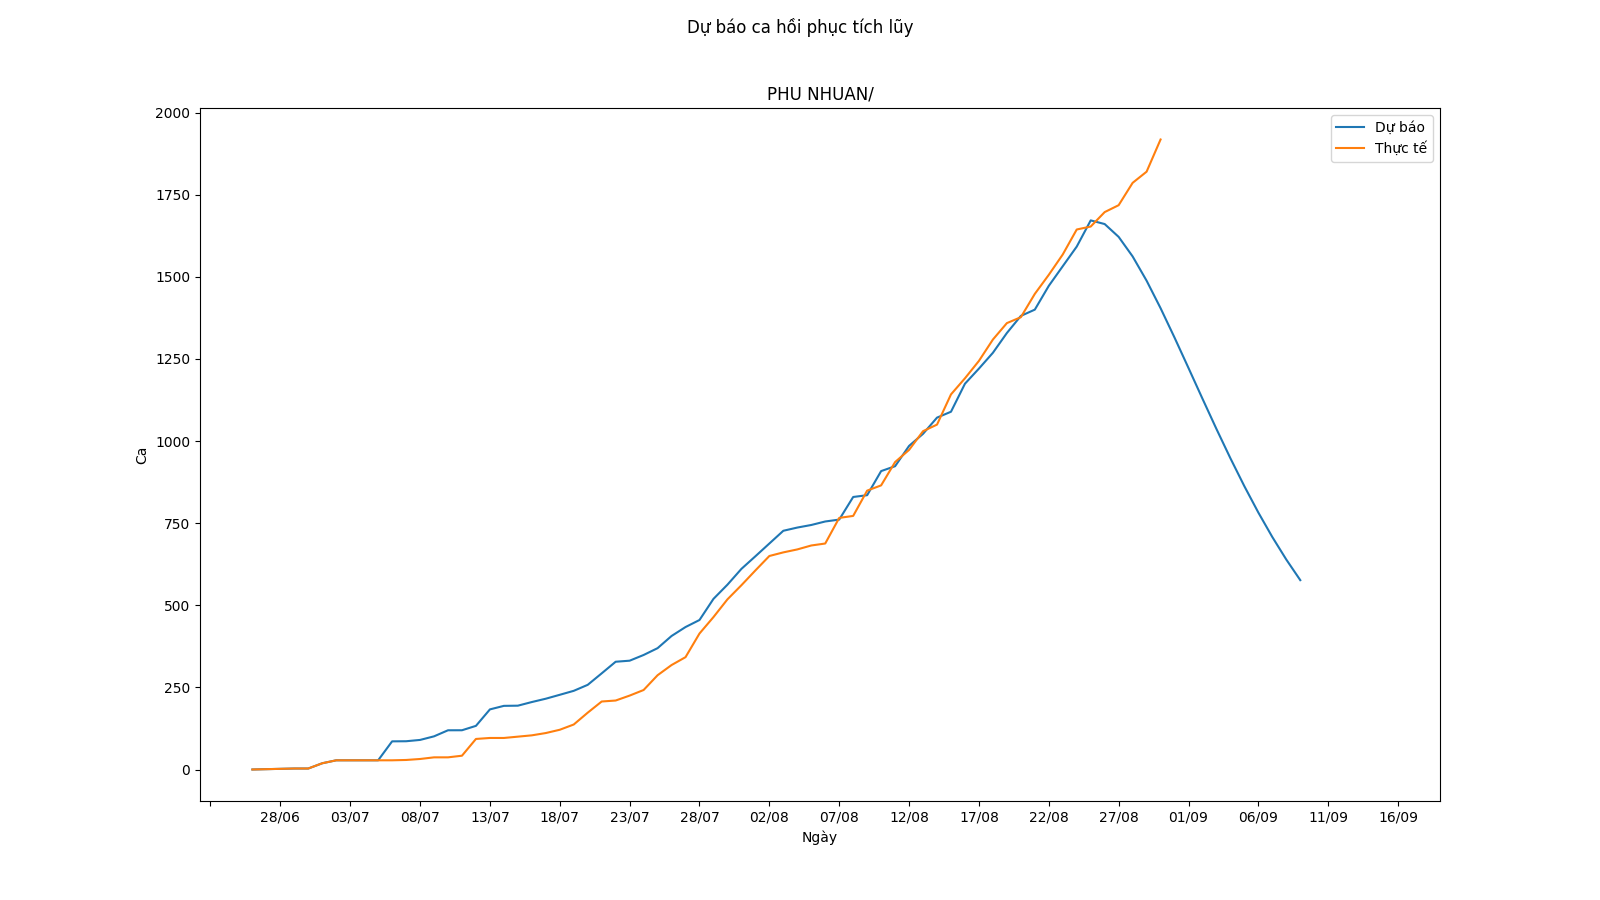 Dự báo ca hồi phục tích lũy
PHU NHUAN/
Dự báo
Thực tế
2000
1750
1500
1250
1000
750
500
250
0
Ca
28/06 03/07 08/07 13/07 18/07 23/07 28/07 02/08 07/08 12/08 17/08 22/08 27/08 01/09 06/09 11/09 16/09
Ngày